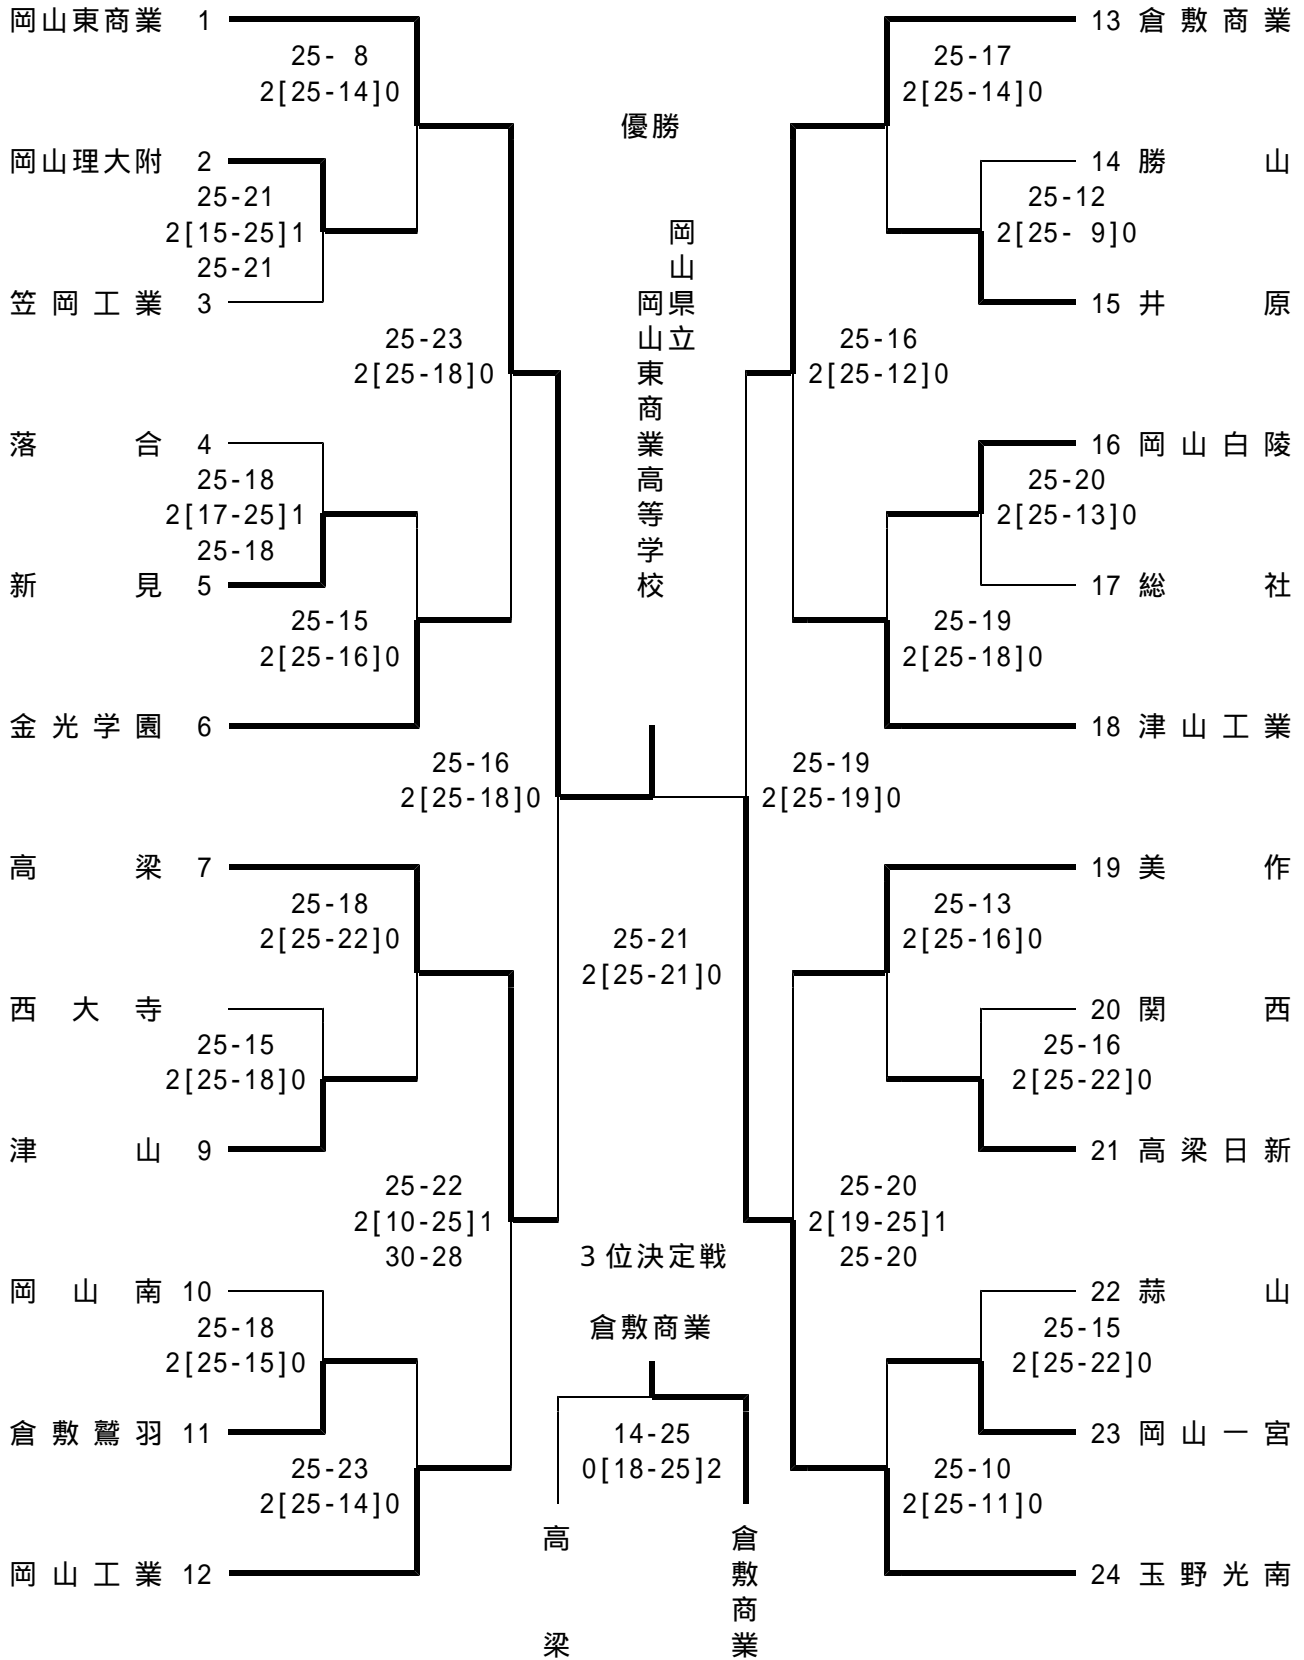 岡山東商業 1
25- 8
2[25-14]0
岡山理大附 2
25-21
2[15-25]1
25-21
笠岡工業 3
25-23
2[25-18]0
落合 4
25-18
2[17-25]1
25-18
新見 5
25-15
2[25-16]0
金光学園 6
25-16
2[25-18]0
高梁 7
25-18
2[25-22]0
西大寺
25-15
2[25-18]0
津山 9
25-22
2[10-25]1
30-28
岡山南 10
25-18
2[25-15]0
倉敷鷲羽 11
25-23
2[25-14]0
岡山工業 12
優勝
岡山県立
岡山東商業高等学校
25-21
2[25-21]0
3位決定戦
倉敷商業
14-25
0[18-25]2
高梁
倉敷商業
13 倉敷商業
25-17
2[25-14]0
14 勝山
25-12
2[25- 9]0
15 井原
25-16
2[25-12]0
16 岡山白陵
25-20
2[25-13]0
17 総社
25-19
2[25-18]0
18 津山工業
25-19
2[25-19]0
19 美作
25-13
2[25-16]0
20 関西
25-16
2[25-22]0
21 高梁日新
25-20
2[19-25]1
25-20
22 蒜山
25-15
2[25-22]0
23 岡山一宮
25-10
2[25-11]0
24 玉野光南